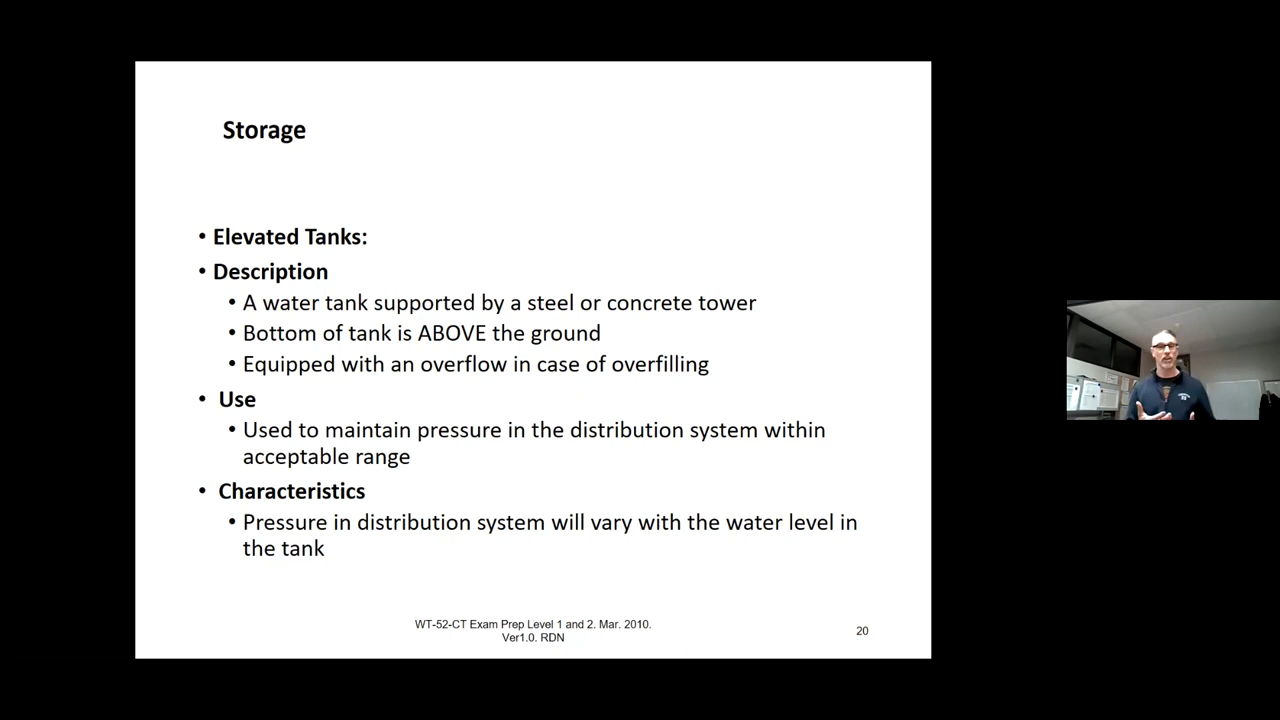 Storage
• Elevated Tanks:
• Description
• A water tank supported by a steel or concrete tower
• Bottom of tank is ABOVE the ground
• Equipped with an overflow in case of overfilling
• Use
• Used to maintain pressure in the distribution system within
acceptable range
• Characteristics
• Pressure in distribution system will vary with the water level in
the tank
WT-52-CT Exam Prep Level 1 and 2. Mar. 2010.
Ver1.0. RDN
20